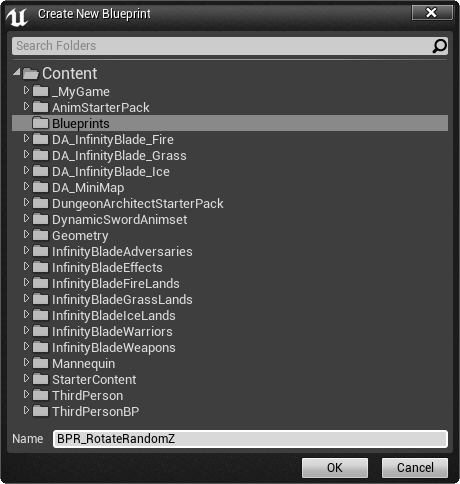 Create New Blueprint
Search Folders
Content
_MyGame
AnimStarterPack
Blueprints
DA_InfinityBlade_Fire
DA_InfinityBlade_Grass
DA_InfinityBlade_Ice
DA_MiniMap
DungeonArchitectStarterPack
DynamicSwordAnimset
Geometry
InfinityBladeAdversaries
InfinityBladeEffects
InfinityBladeFireLands
InfinityBladeGrassLands
InfinityBladeIceLands
InfinityBladeWarriors
InfinityBladeWeapons
Mannequin
StarterContent
ThirdPerson
ThirdPersonBP
Name BPR_RotateRandomZ
OK Cancel